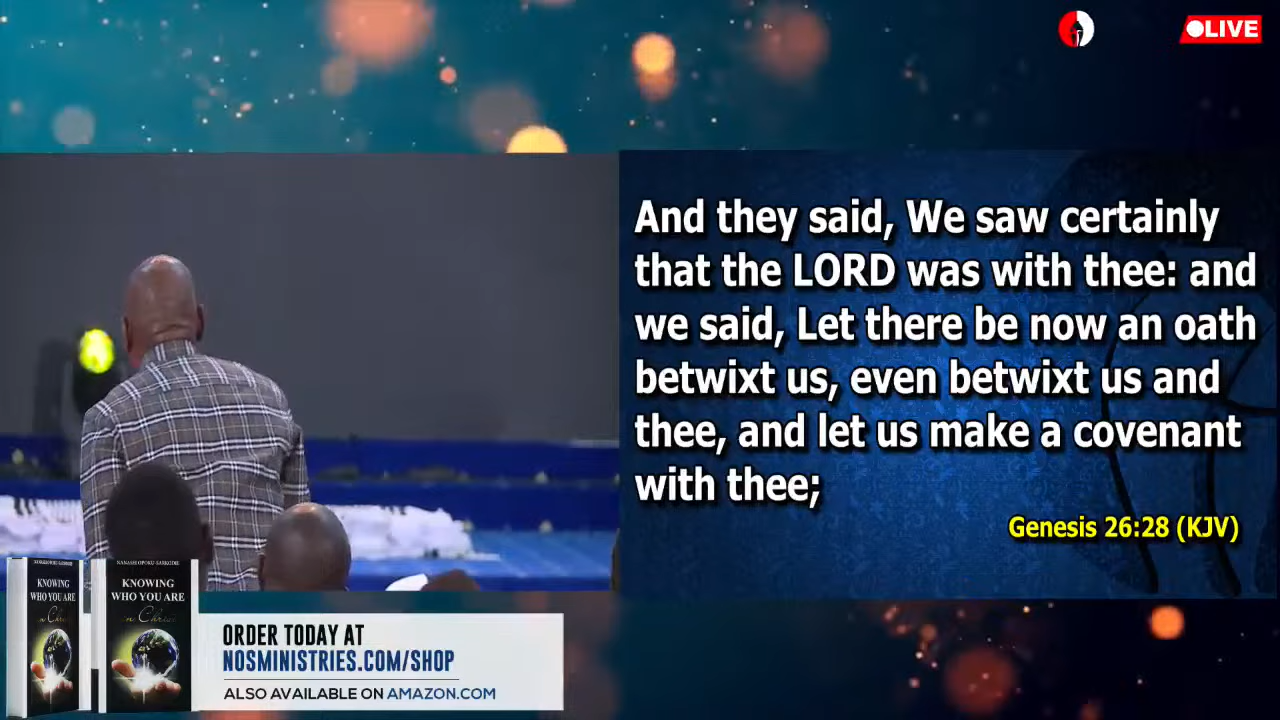 LIVE
And they said, We saw certainly
that the LORD was with thee: and
we said, Let there be now an oath
betwixt us, even betwixt us and
thee, and let us make a covenant
with thee;
Genesis 26:28 (KJV)
KNOWING
WHO YOU ARE
NANASEI OPOKU-SARKODIE
KNOWING
WHO YOU ARE
in Christ
ORDER TODAY AT
NOSMINISTRIES.COM/SHOP
ALSO AVAILABLE ON AMAZON.COM